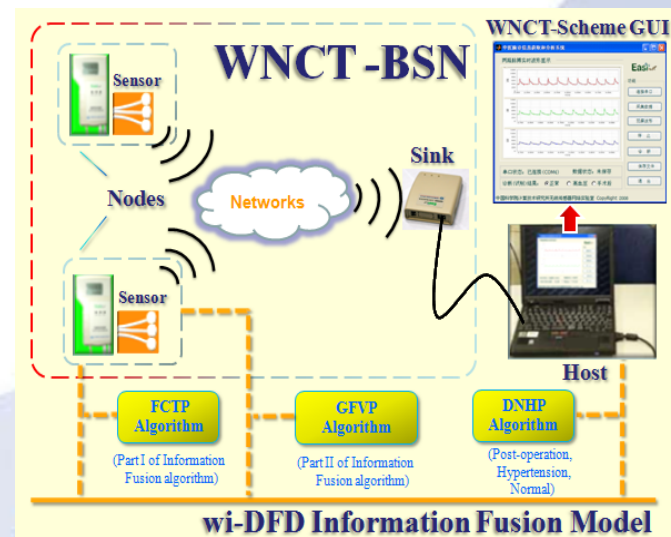 WNCT-Scheme GUI
WNCT -BSN
Sensor
Sink
Nodes
Networks
Sensor
Host
FCTP
Algorithm
(Part I of Information
Fusion algorithm)
GFVP
Algorithm
(Part II of Information
Fusion algorithm)
DNHP
Algorithm
(Post-operation,
Hypertension,
Normal)
wi-DFD Information Fusion Model